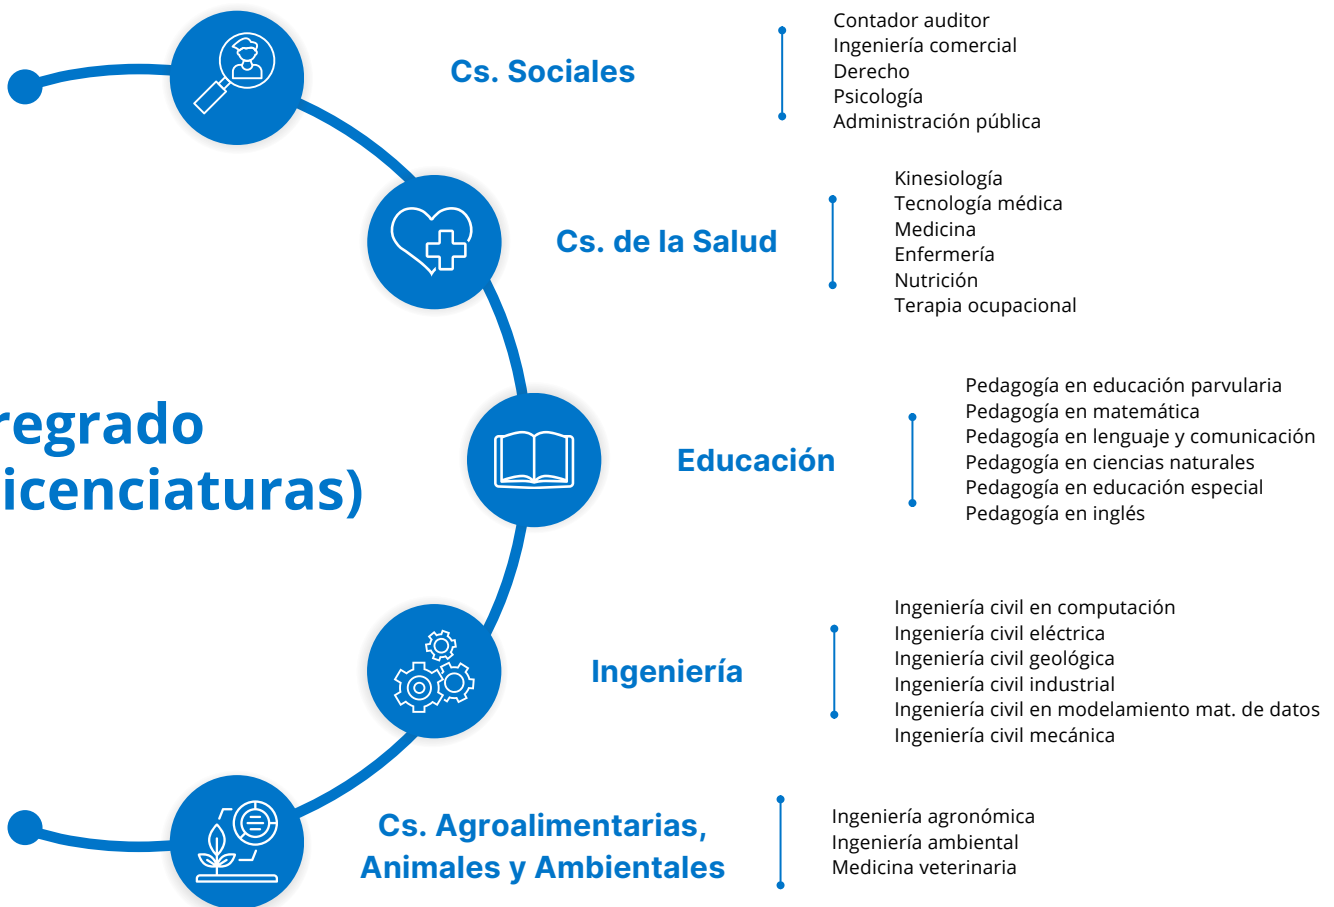 Cs. Sociales
Contador auditor
Ingeniería comercial
Derecho
Psicología
Administración pública
Cs. de la Salud
Kinesiología
Tecnología médica
Medicina
Enfermería
Nutrición
Terapia ocupacional
regrado
icenciaturas)
Educación
Pedagogía en educación parvularia
Pedagogía en matemática
Pedagogía en lenguaje y comunicación
Pedagogía en ciencias naturales
Pedagogía en educación especial
Pedagogía en inglés
Ingeniería
Ingeniería civil en computación
Ingeniería civil eléctrica
Ingeniería civil geológica
Ingeniería civil industrial
Ingeniería civil en modelamiento mat. de datos
Ingeniería civil mecánica
Cs. Agroalimentarias,
Animales y Ambientales
Ingeniería agronómica
Ingeniería ambiental
Medicina veterinaria